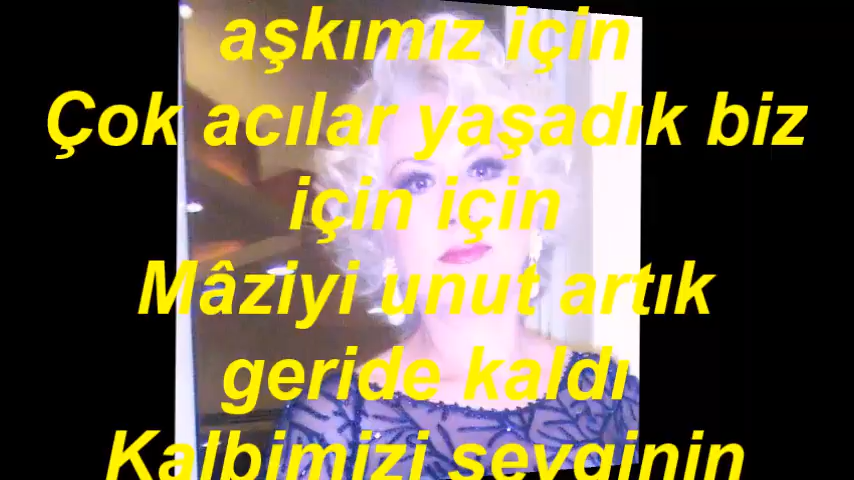 aşkımız için
Çok acılar yaşadık biz
için için
Mâziyi unut artık
geride kaldı
Kalbimizi sevginin